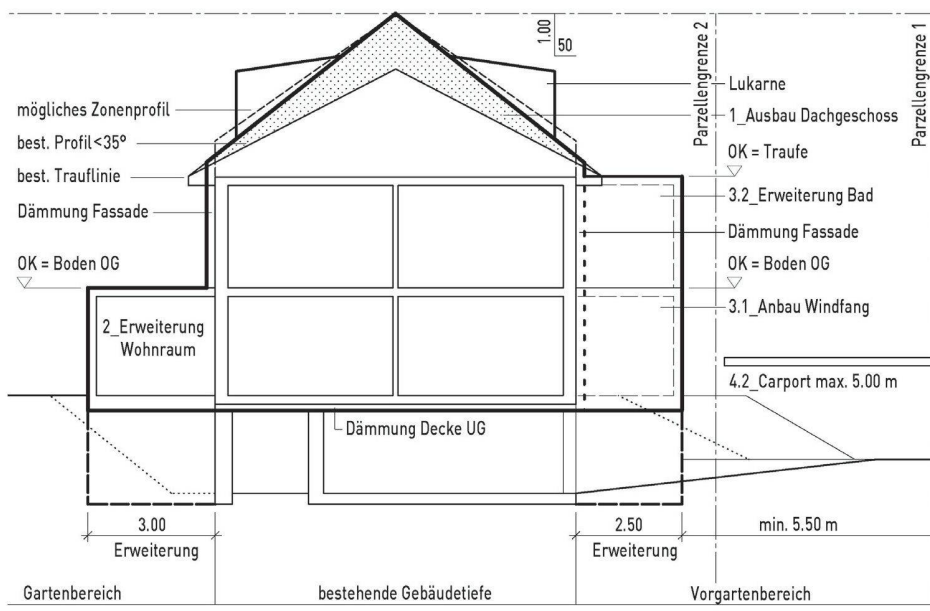 mögliches Zonenprofil
best. Profil<35°
best. Trauflinie
Dämmung Fassade
OK = Boden OG
2_Erweiterung
Wohnraum
1.00
50
Parzellengrenze 2
Parzellengrenze 1
Lukarne
1_Ausbau Dachgeschoss
OK = Traufe
3.2_Erweiterung Bad
Dämmung Fassade
OK = Boden OG
3.1_Anbau Windfang
4.2_Carport max. 5.00 m
Dämmung Decke UG
3.00
Erweiterung
2.50
Erweiterung
min. 5.50 m
Gartenbereich
bestehende Gebäudetiefe
Vorgartenbereich